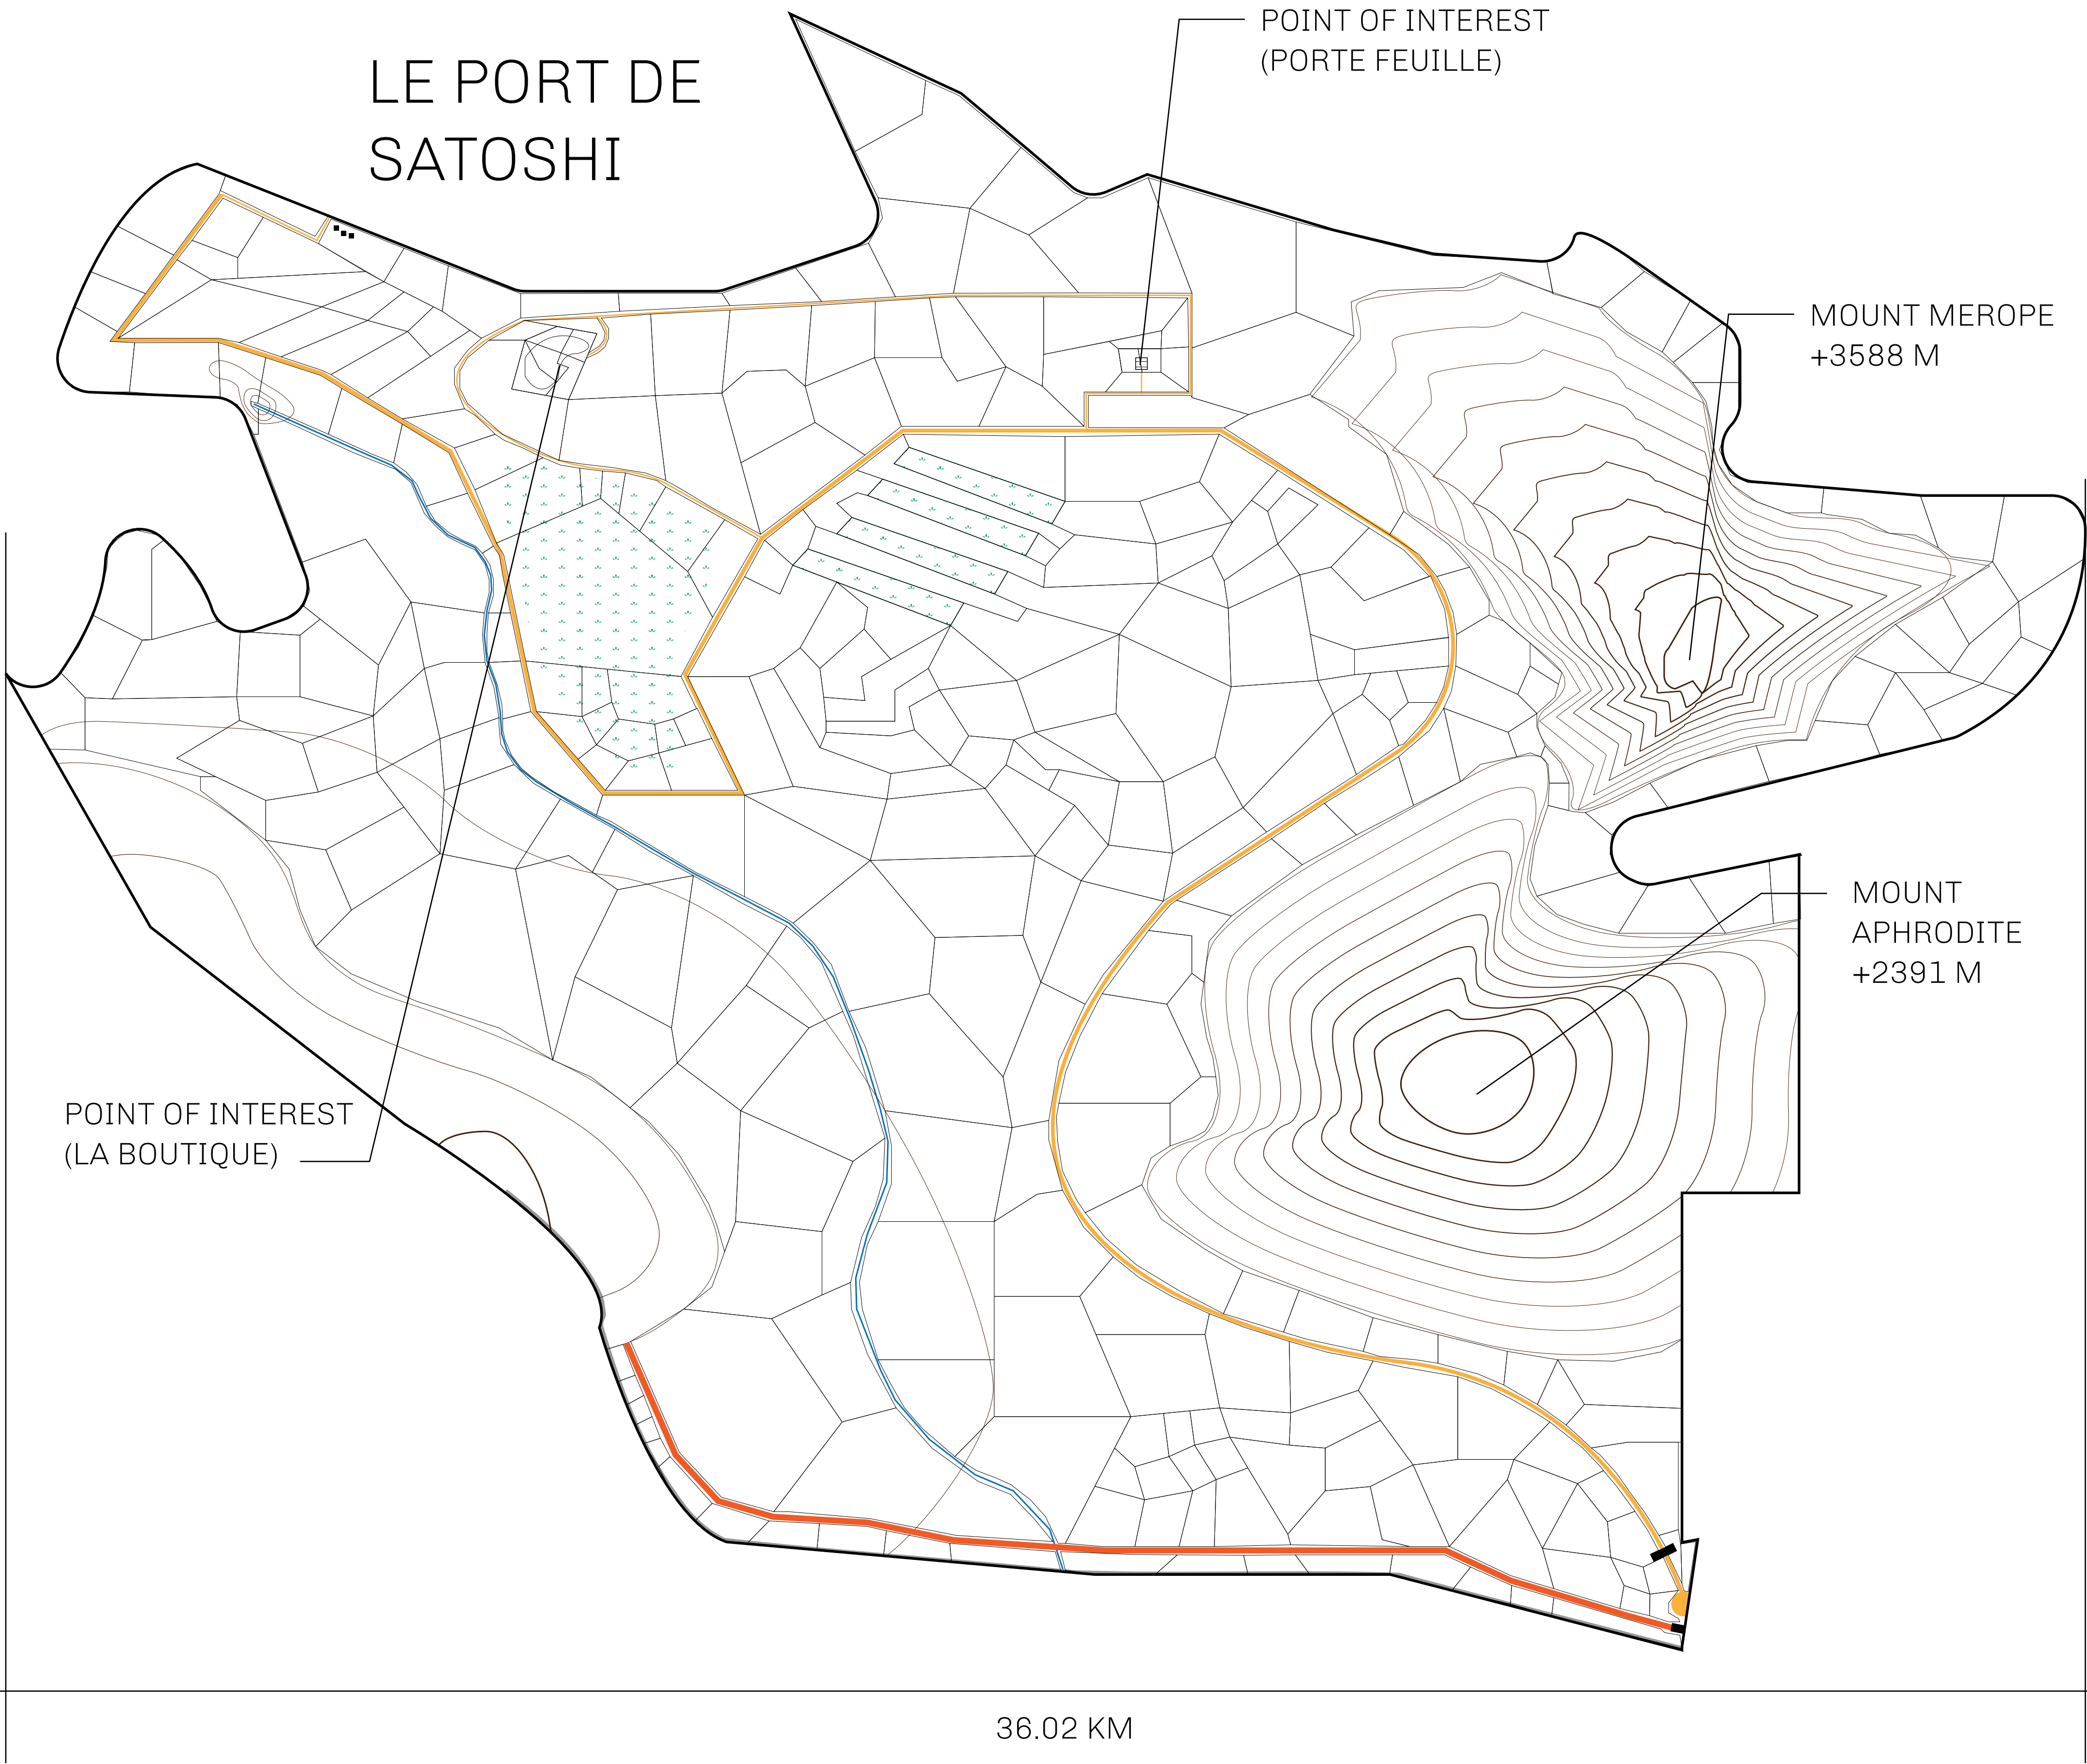 LE PORT DE
SATOSHI
POINT OF INTEREST
(PORTE FEUILLE)
MOUNT MEROPE
+3588 M
MOUNT
APHRODITE
+2391 M
POINT OF INTEREST
(LA BOUTIQUE)
36.02 KM